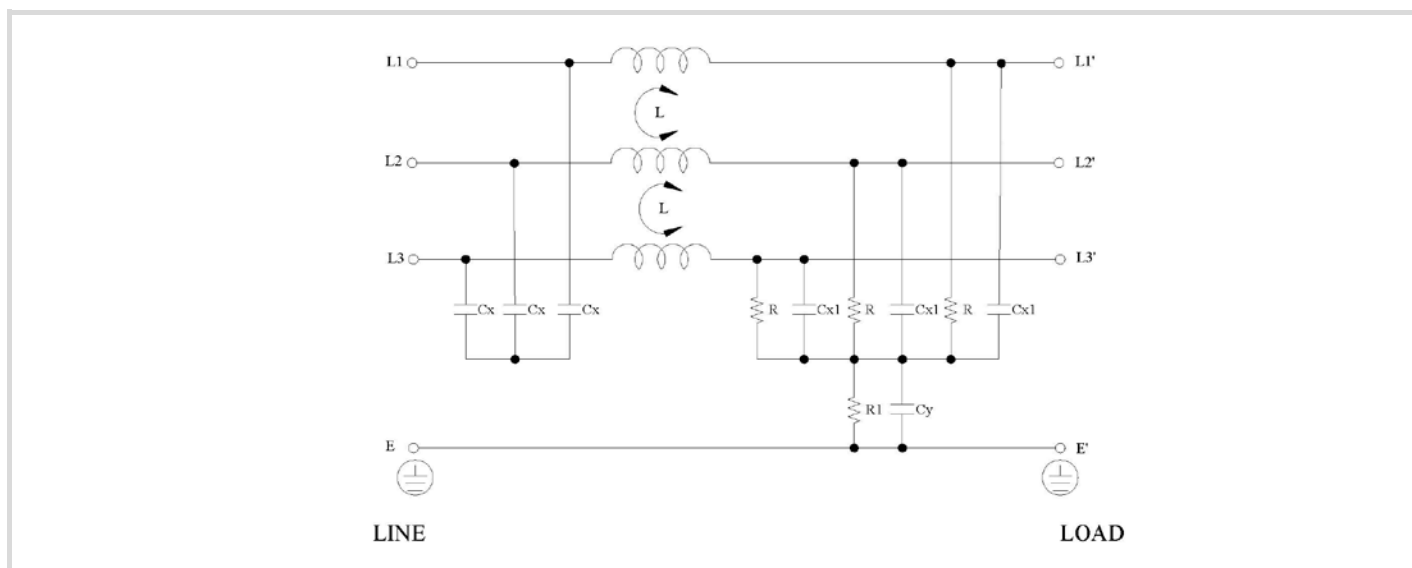 L1 L1'
L
L2 L2'
L
L3 L3'
Cx Cx Cx R Cx1 R Cx1 R Cx1
R1 Cy
E E'
LINE LOAD